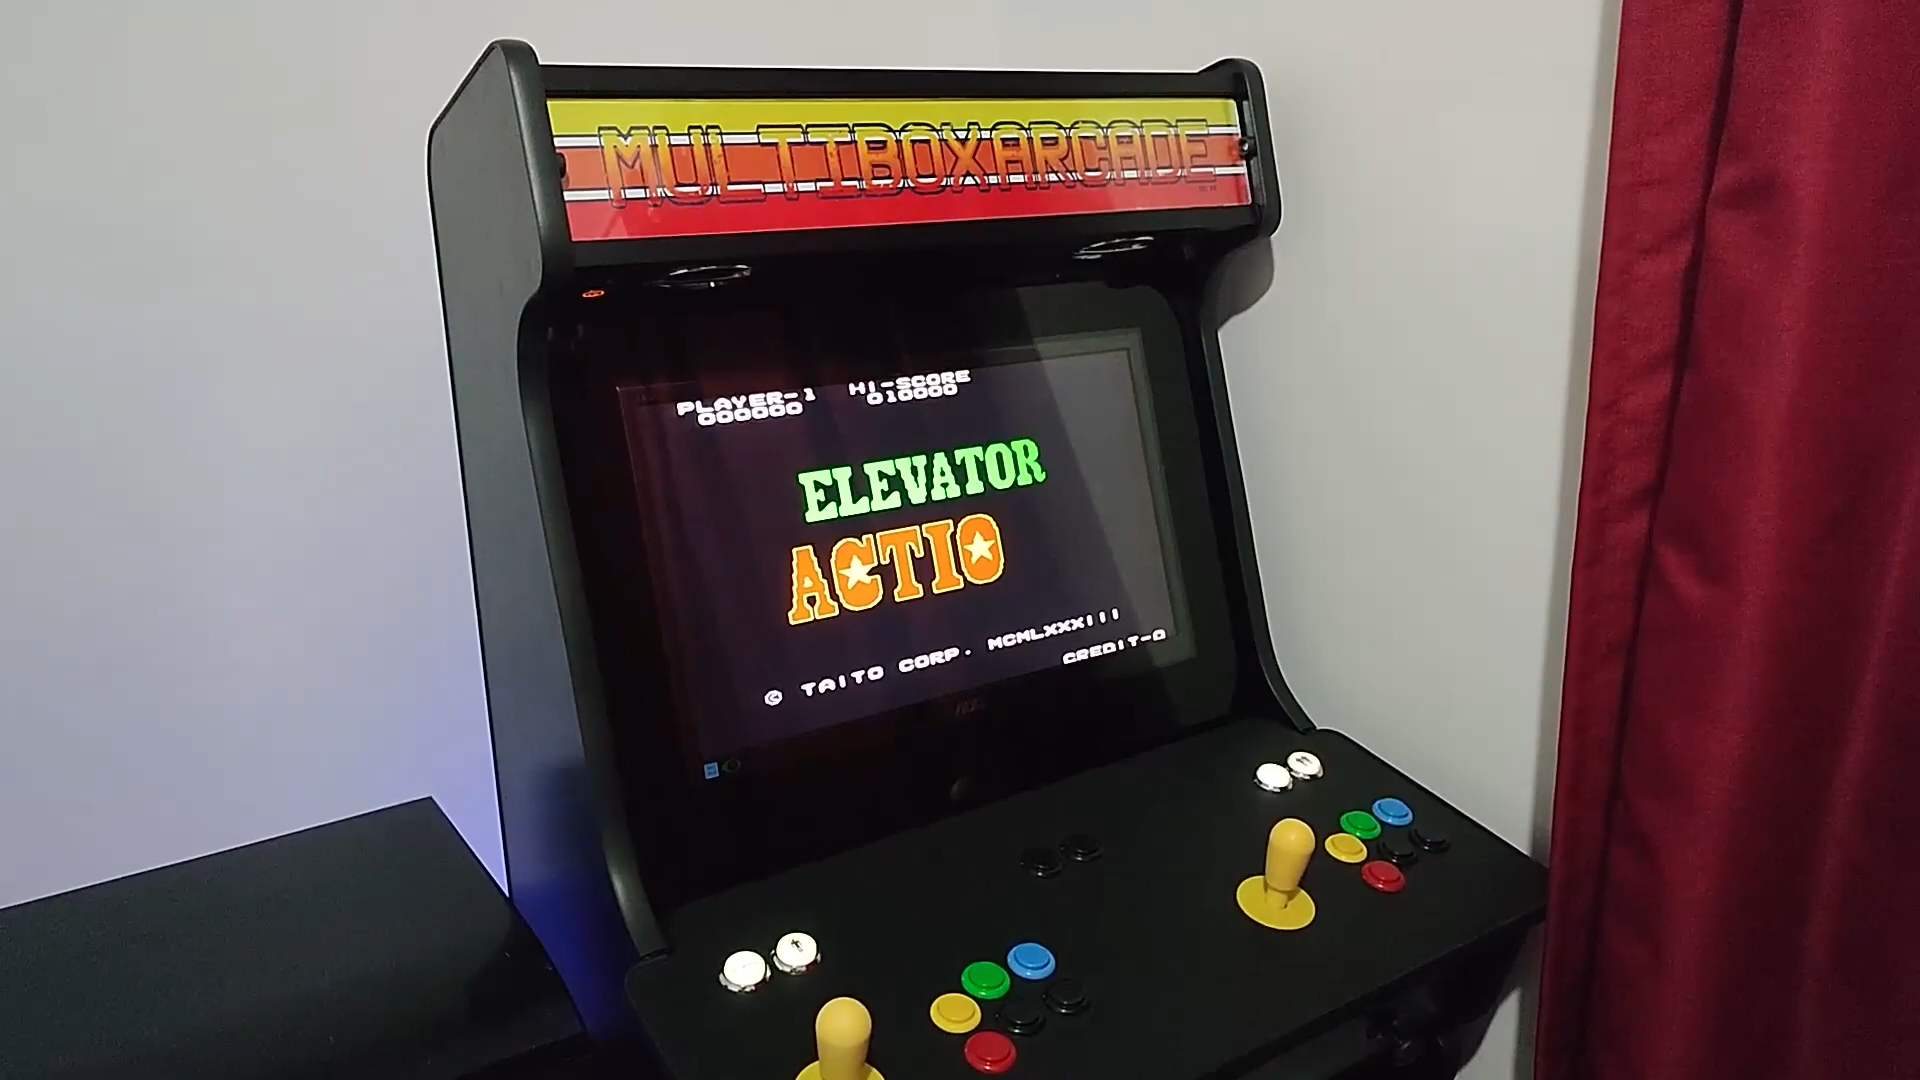 MULTIBOXARCADE
PLAYER-1 HI-SCORE
000000 010000
ELEVATOR
ACTIO
© TAITO CORP. MCMLXXXIII
CREDIT-0